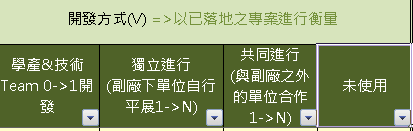 開發方式(V) =>以已落地之專案進行衡量
學產&技術
Team 0->1開
發
獨立進行
(副廠下單位自行
平展1->N)
共同進行
(與副廠之外
的單位合作
1->N)
未使用